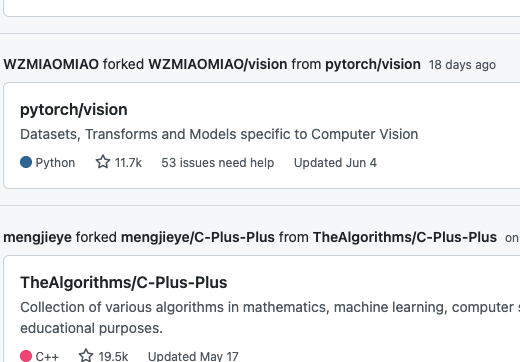 WZMIAOMIAO forked WZMIAOMIAO/vision from pytorch/vision 18 days ago
pytorch/vision
Datasets, Transforms and Models specific to Computer Vision
Python 11.7k 53 issues need help Updated Jun 4
mengjieye forked mengjieye/C-Plus-Plus from TheAlgorithms/C-Plus-Plus on
TheAlgorithms/C-Plus-Plus
Collection of various algorithms in mathematics, machine learning, computer
educational purposes.
C++ 19.5k Updated May 17